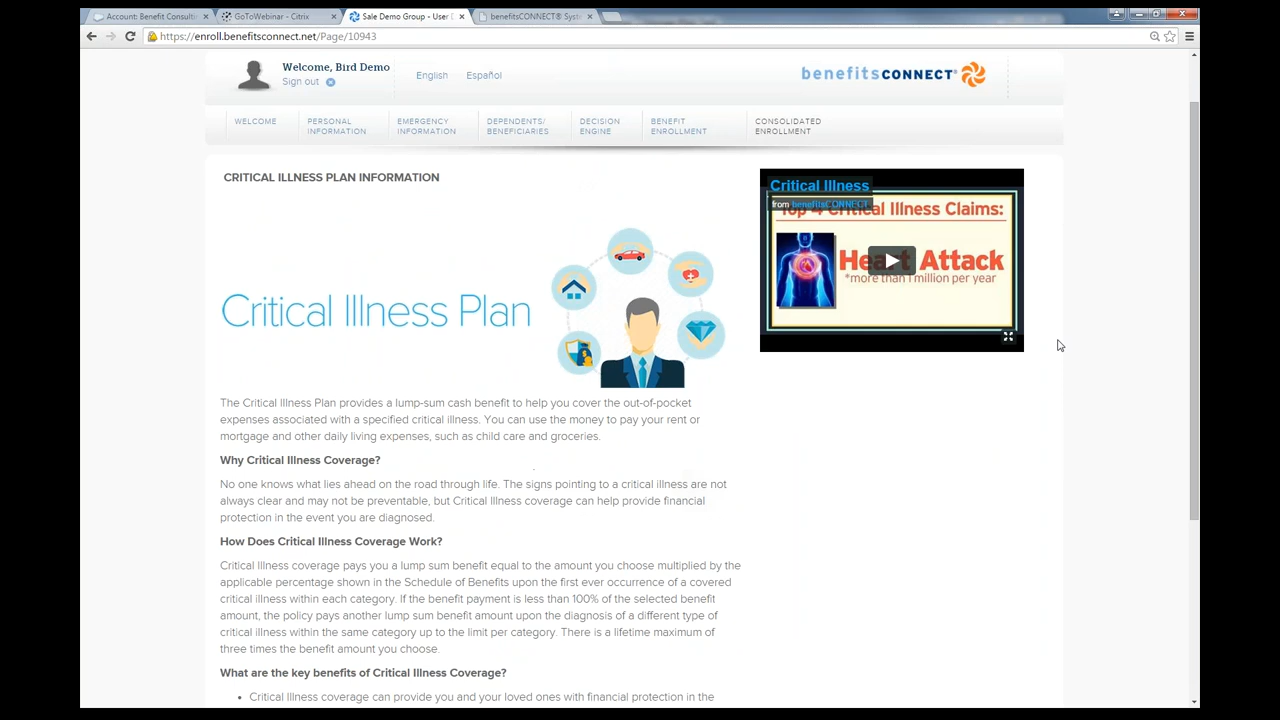 Account: Benefit Consulti
GoToWebinar - Citrix
Sale Demo Group - User D
benefitsCONNECT® Syst
https://enroll.benefitsconnect.net/Page/10943
Welcome, Bird Demo
Sign out
English
Español
benefitsCONNECT®
WELCOME
PERSONAL
INFORMATION
EMERGENCY
INFORMATION
DEPENDENTS/
BENEFICIARIES
DECISION
ENGINE
BENEFIT
ENROLLMENT
CONSOLIDATED
ENROLLMENT
CRITICAL ILLNESS PLAN INFORMATION
Critical Illness Plan
Critical Illness
from benefitsCONNECT
Top 4 Critical Illness Claims:
Heart Attack
*more than 1 million per year
The Critical Illness Plan provides a lump-sum cash benefit to help you cover the out-of-pocket
expenses associated with a specified critical illness. You can use the money to pay your rent or
mortgage and other daily living expenses, such as child care and groceries.
Why Critical Illness Coverage?
No one knows what lies ahead on the road through life. The signs pointing to a critical illness are not
always clear and may not be preventable, but Critical Illness coverage can help provide financial
protection in the event you are diagnosed.
How Does Critical Illness Coverage Work?
Critical Illness coverage pays you a lump sum benefit equal to the amount you choose multiplied by the
applicable percentage shown in the Schedule of Benefits upon the first ever occurrence of a covered
critical illness within each category. If the benefit payment is less than 100% of the selected benefit
amount, the policy pays another lump sum benefit amount upon the diagnosis of a different type of
critical illness within the same category up to the limit per category. There is a lifetime maximum of
three times the benefit amount you choose.
What are the key benefits of Critical Illness Coverage?
• Critical Illness coverage can provide you and your loved ones with financial protection in the